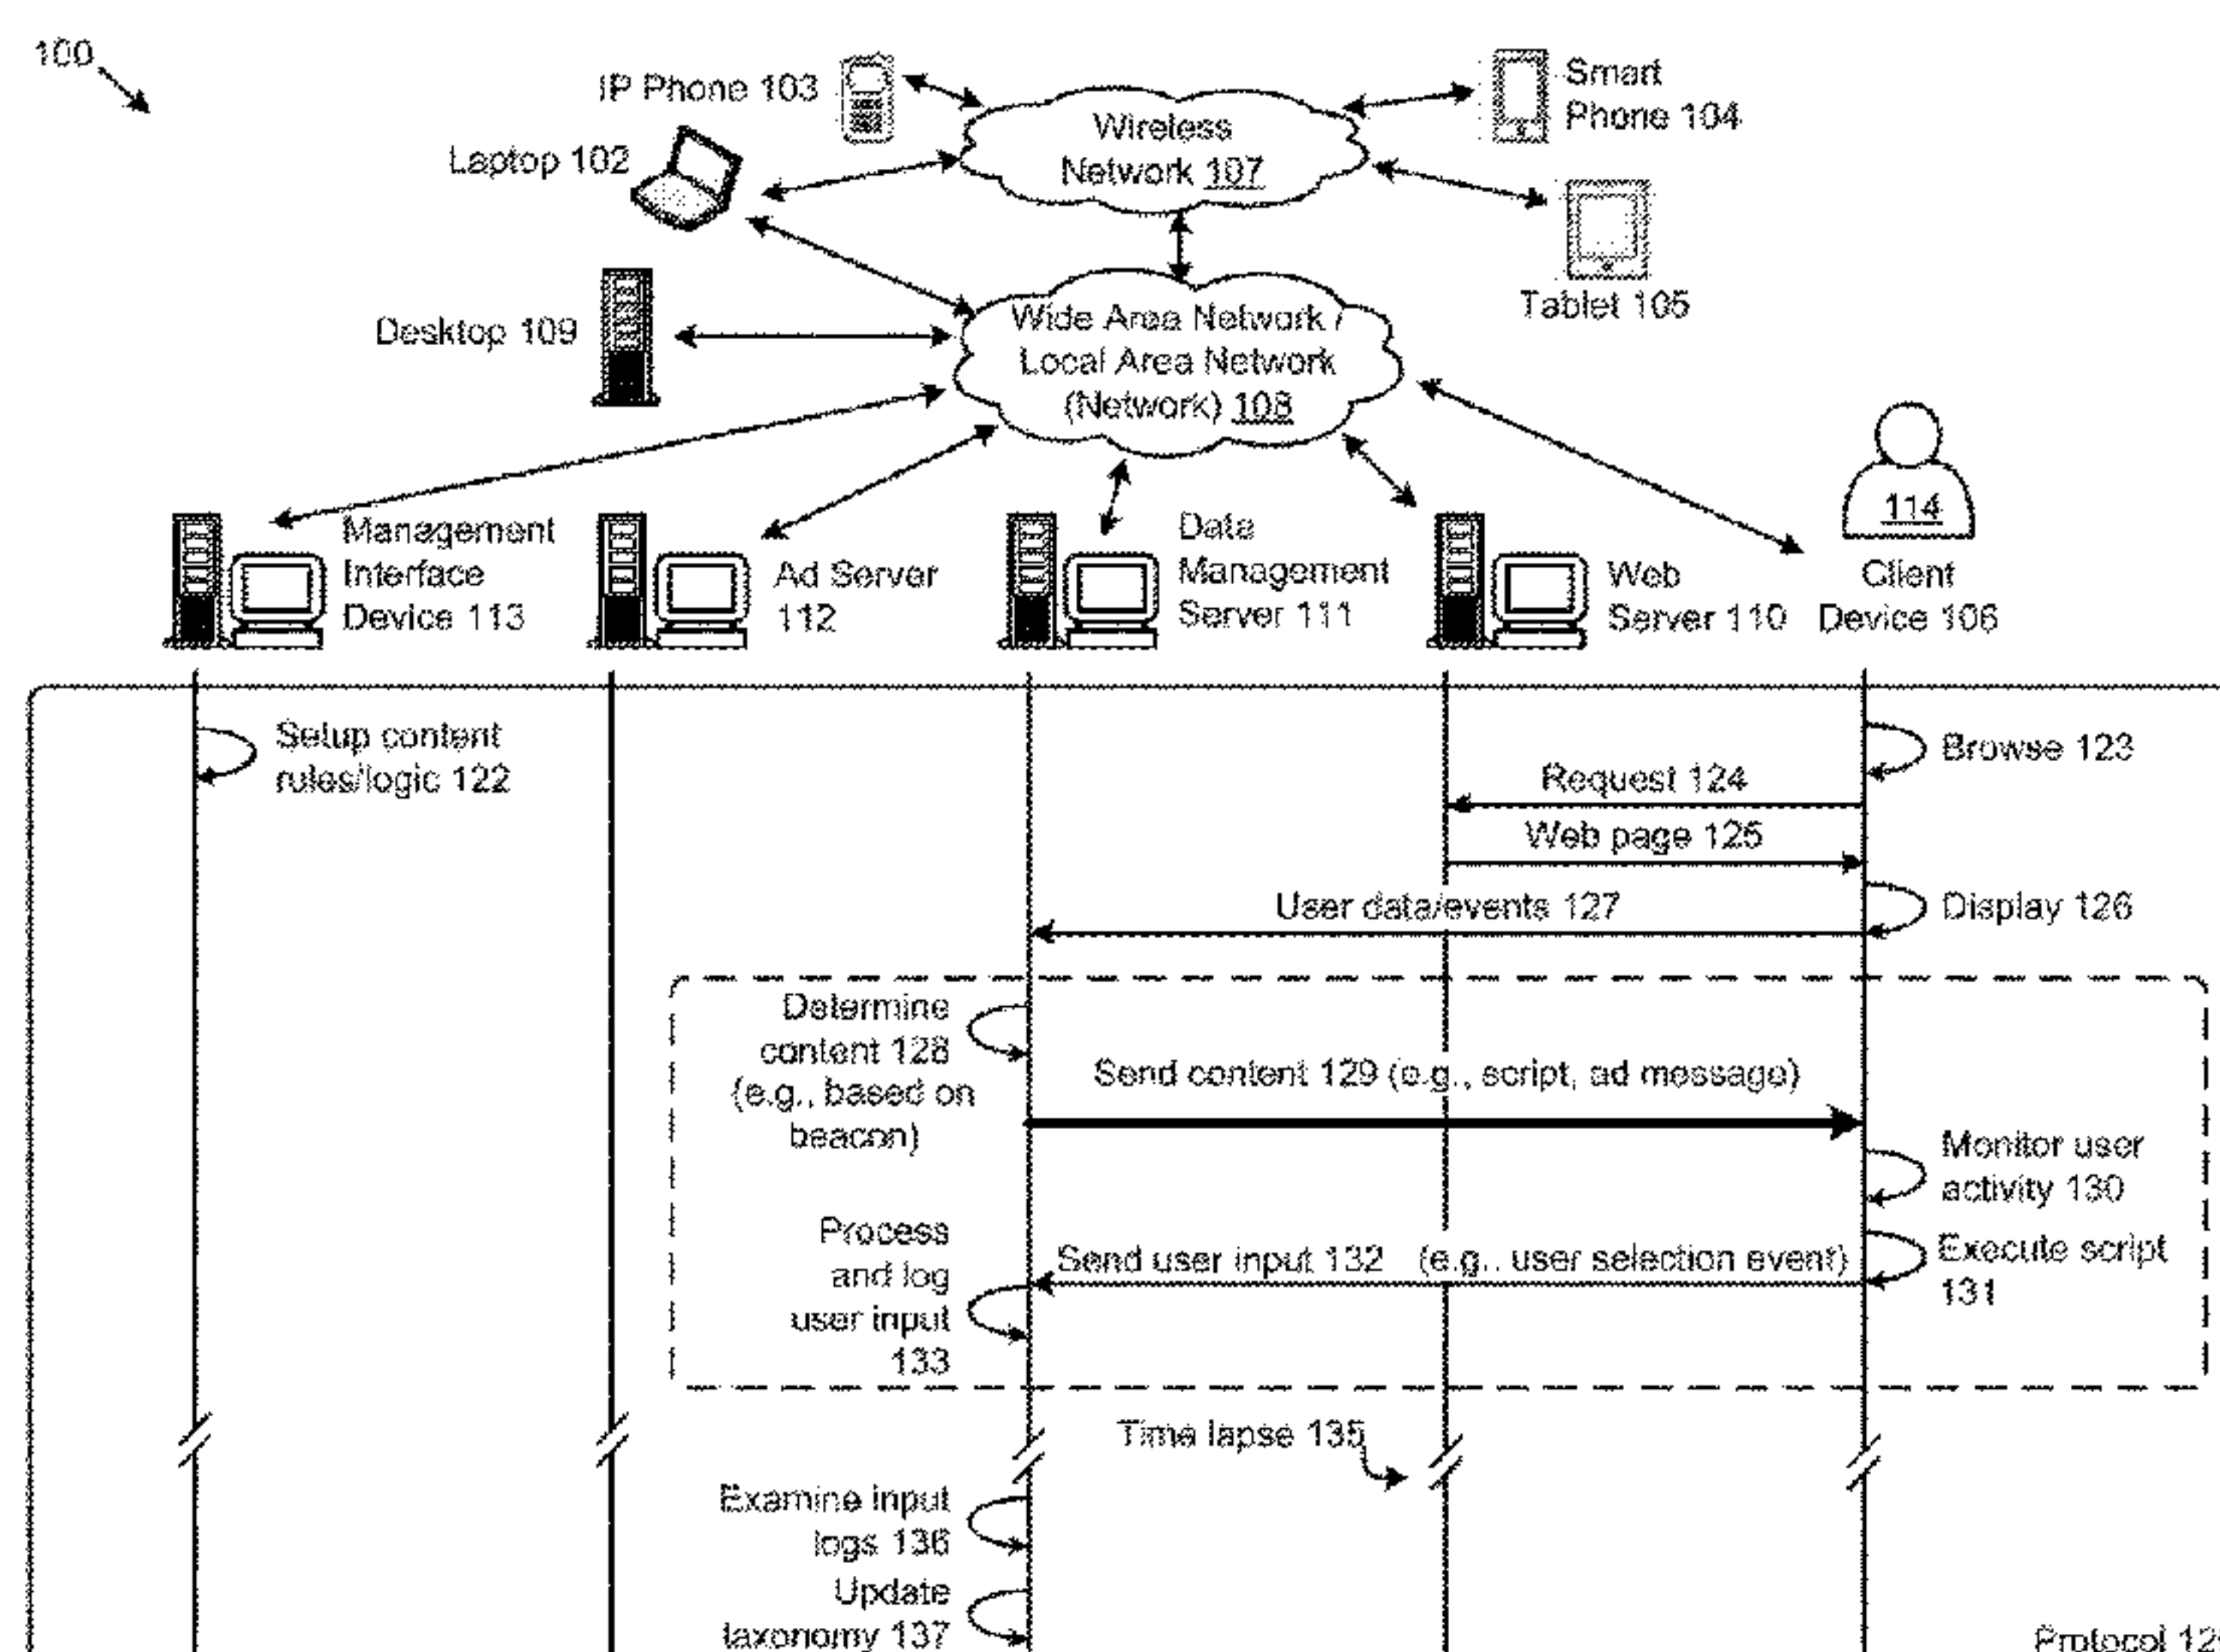 100
IP Phone 103
Smart
Phone 104
Wireless
Network 107
Laptop 102
Tablet 105
Desktop 109
Wide Area Network /
Local Area Network
(Network) 108
114
Management
Interface
Device 113
Ad Server
112
Data
Management
Server 111
Web
Server 110
Client
Device 106
Setup content
rules/logic 122
Browse 123
Request 124
Web page 125
User data/events 127
Display 126
Determine
content 128
(e.g., based on
beacon)
Send content 129 (e.g., script, ad message)
Monitor user
activity 130
Process
and log
user input
133
Send user input 132 (e.g., user selection event)
Execute script
131
Time lapse 135
Examine input
logs 136
Update
taxonomy 137
Protocol